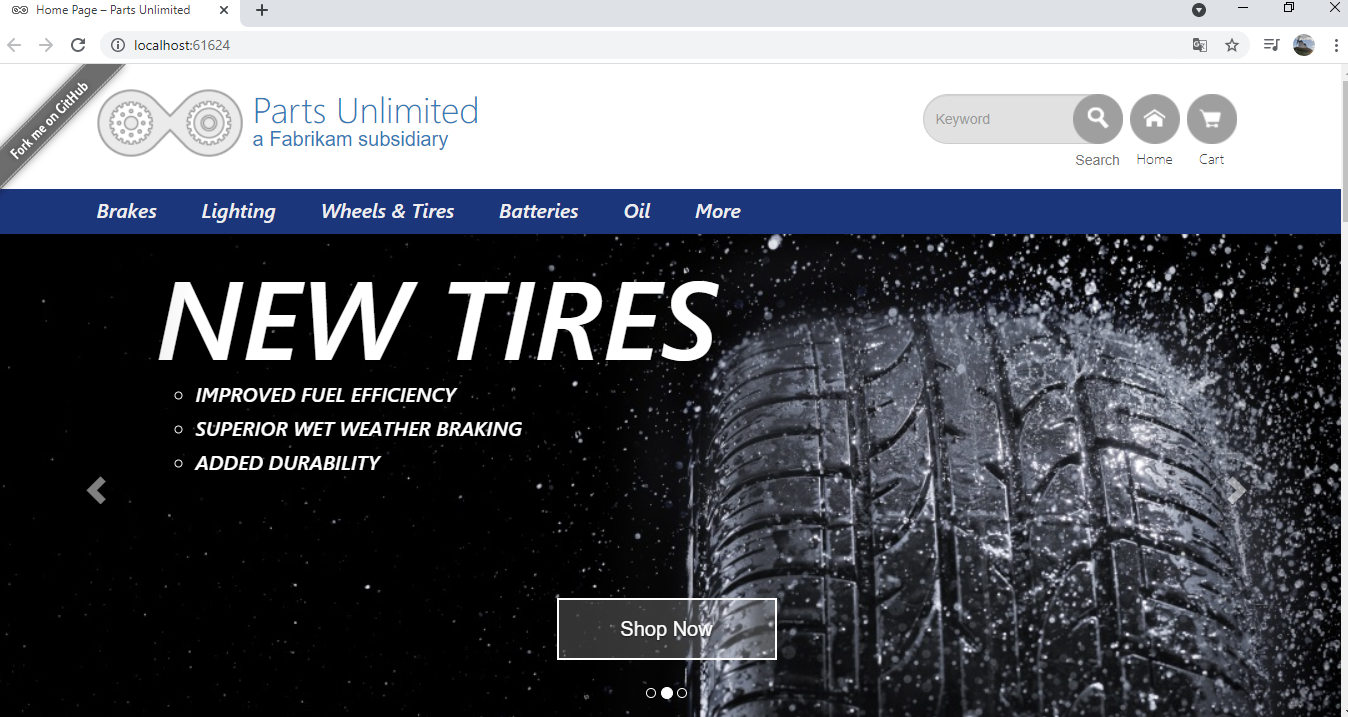 Home Page – Parts Unlimited
localhost:61624
Fork me on GitHub
Parts Unlimited
a Fabrikam subsidiary
Keyword
Search Home Cart
Brakes Lighting Wheels & Tires Batteries Oil More
NEW TIRES
IMPROVED FUEL EFFICIENCY
SUPERIOR WET WEATHER BRAKING
ADDED DURABILITY
Shop Now